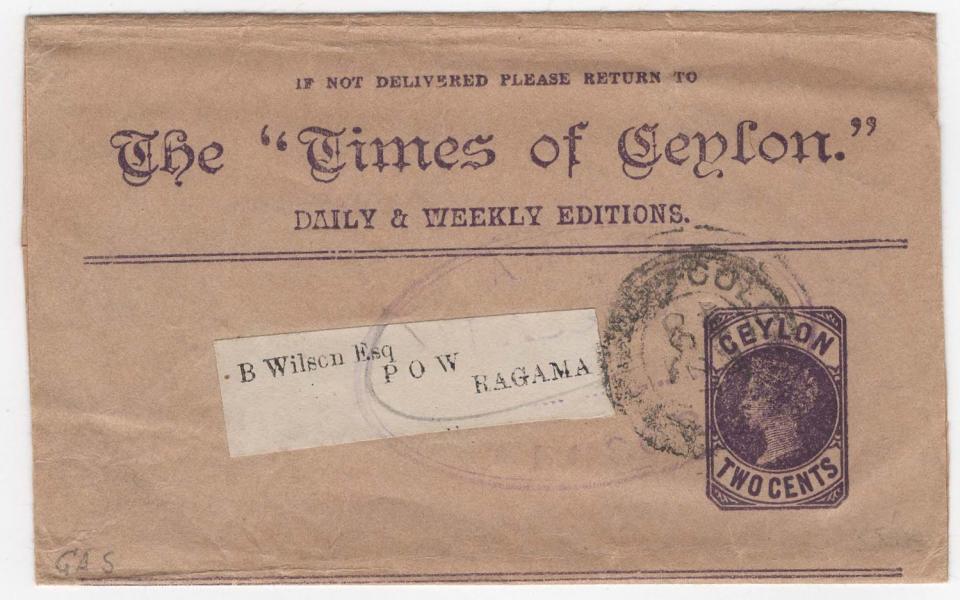 IF NOT DELIVERED PLEASE RETURN TO
The "Times of Ceylon."
DAILY & WEEKLY EDITIONS.
B Wilson Esq
P O W
RAGAMA
COL
CEYLON
TWO CENTS
GAS